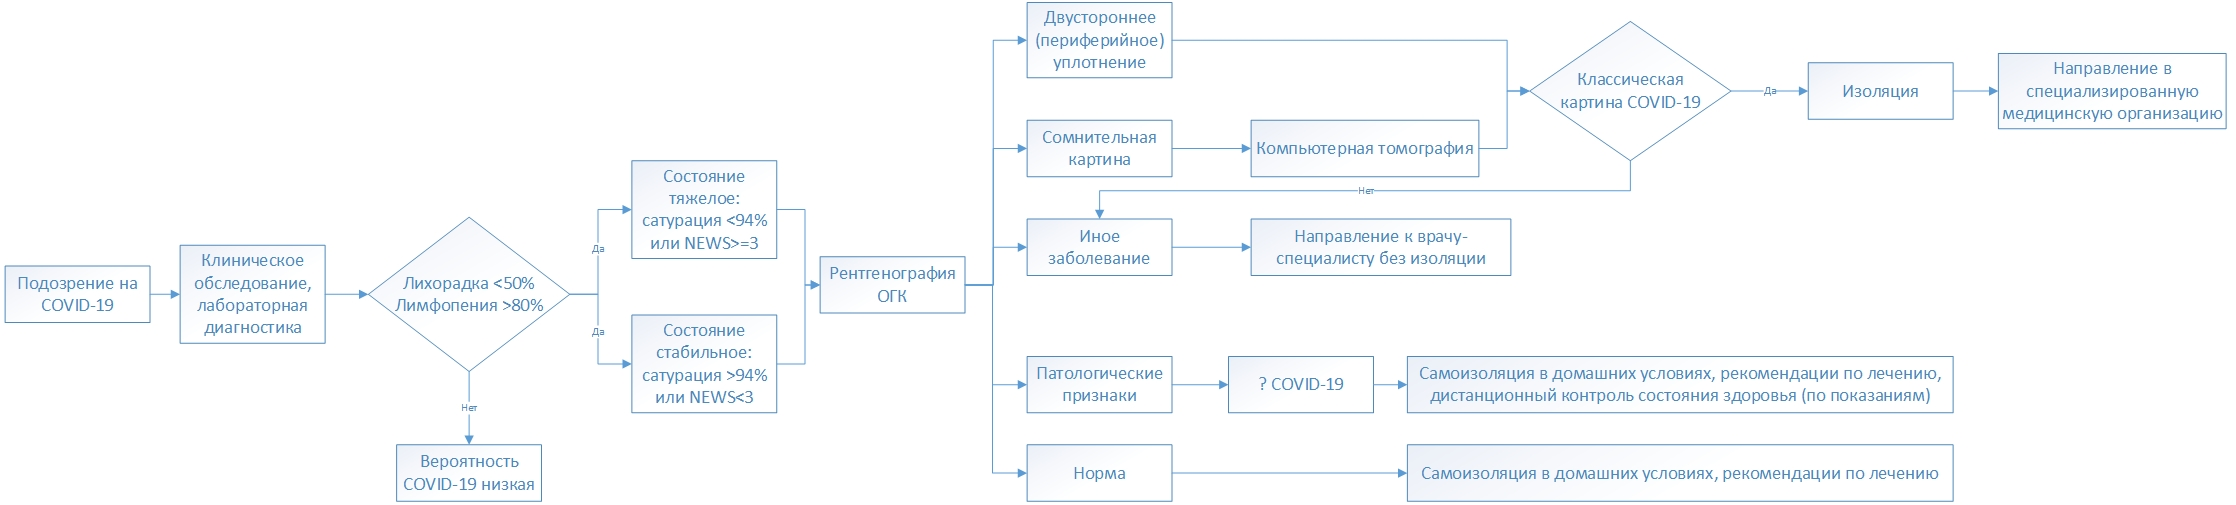 Подозрение на
COVID-19
Клиническое
обследование,
лабораторная
диагностика
Лихорадка <50%
Лимфопения >80%
Нет
Вероятность
COVID-19 низкая
Да
Да
Состояние
тяжелое:
сатурация <94%
или NEWS>=3
Состояние
стабильное:
сатурация >94%
или NEWS<3
Рентгенография
ОГК
Двустороннее
(периферийное)
уплотнение
Сомнительная
картина
Компьютерная томография
Классическая
картина COVID-19
Да
Изоляция
Направление в
специализированную
медицинскую организацию
Нет
Иное
заболевание
Направление к врачу-
специалисту без изоляции
Патологические
признаки
? COVID-19
Самоизоляция в домашних условиях, рекомендации по лечению,
дистанционный контроль состояния здоровья (по показаниям)
Норма
Самоизоляция в домашних условиях, рекомендации по лечению